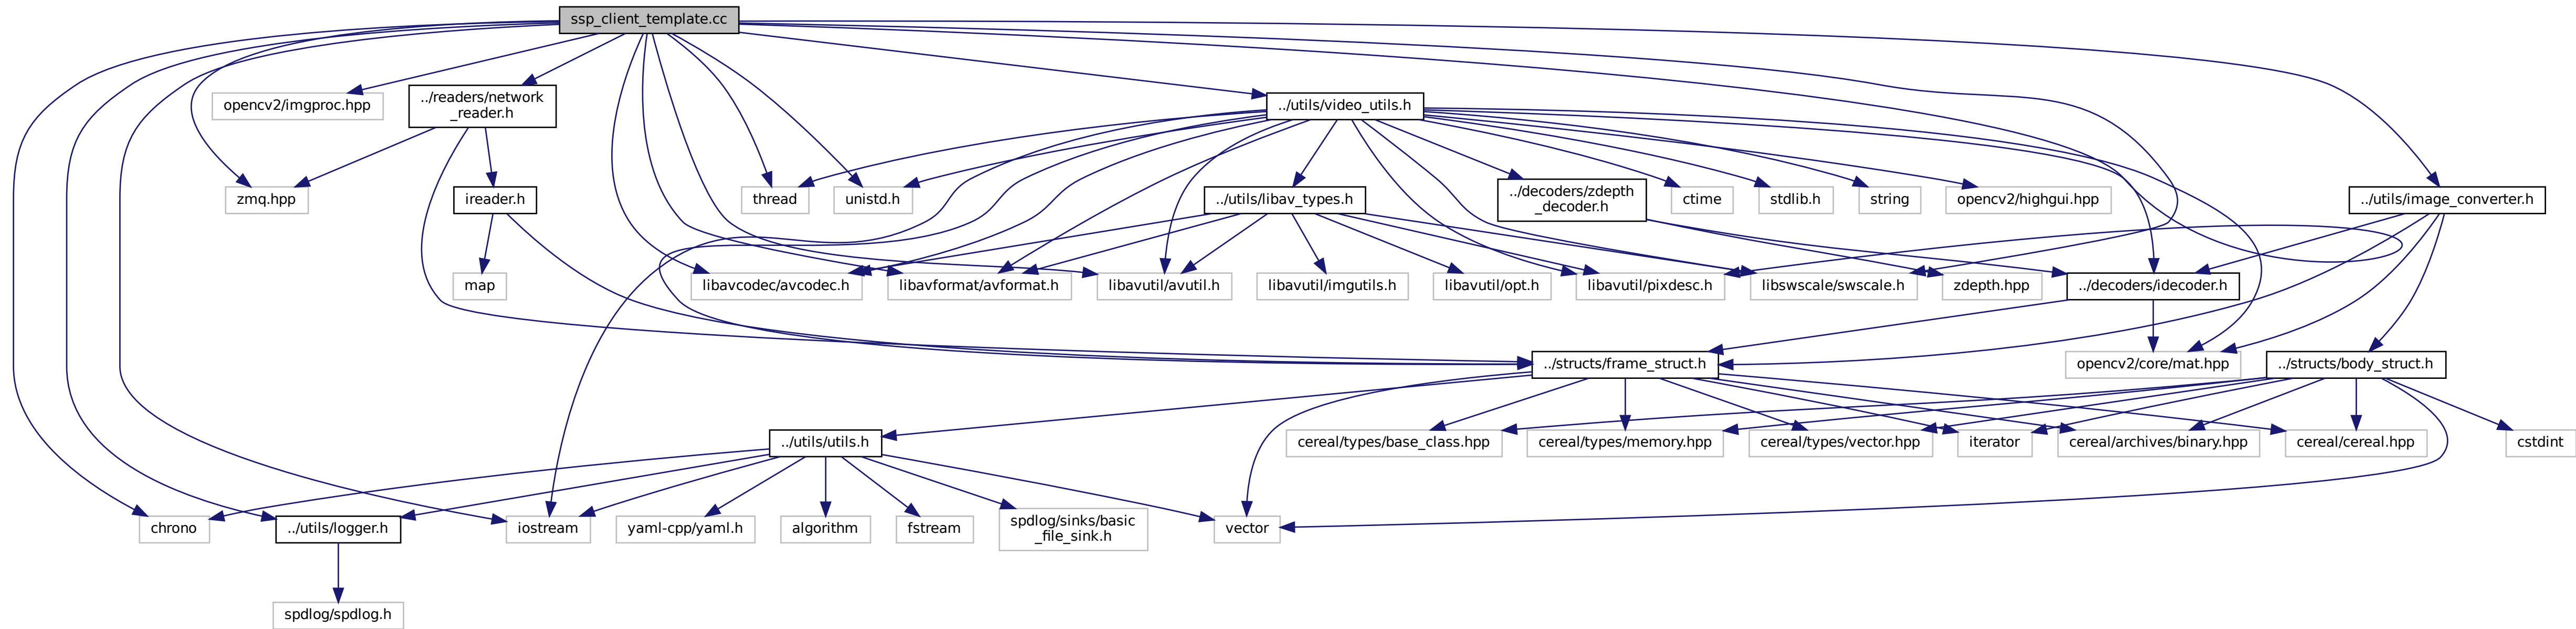 ssp_client_template.cc
opencv2/imgproc.hpp
../readers/network
_reader.h
../utils/video_utils.h
zmq.hpp
ireader.h
thread
unistd.h
../utils/libav_types.h
../decoders/zdepth
_decoder.h
ctime
stdlib.h
string
opencv2/highgui.hpp
../utils/image_converter.h
map
libavcodec/avcodec.h
libavformat/avformat.h
libavutil/avutil.h
libavutil/imgutils.h
libavutil/opt.h
libavutil/pixdesc.h
libswscale/swscale.h
zdepth.hpp
../decoders/idecoder.h
../structs/frame_struct.h
opencv2/core/mat.hpp
../structs/body_struct.h
../utils/utils.h
cereal/types/base_class.hpp
cereal/types/memory.hpp
cereal/types/vector.hpp
iterator
cereal/archives/binary.hpp
cereal/cereal.hpp
cstdint
chrono
../utils/logger.h
iostream
yaml-cpp/yaml.h
algorithm
fstream
spdlog/sinks/basic
_file_sink.h
vector
spdlog/spdlog.h